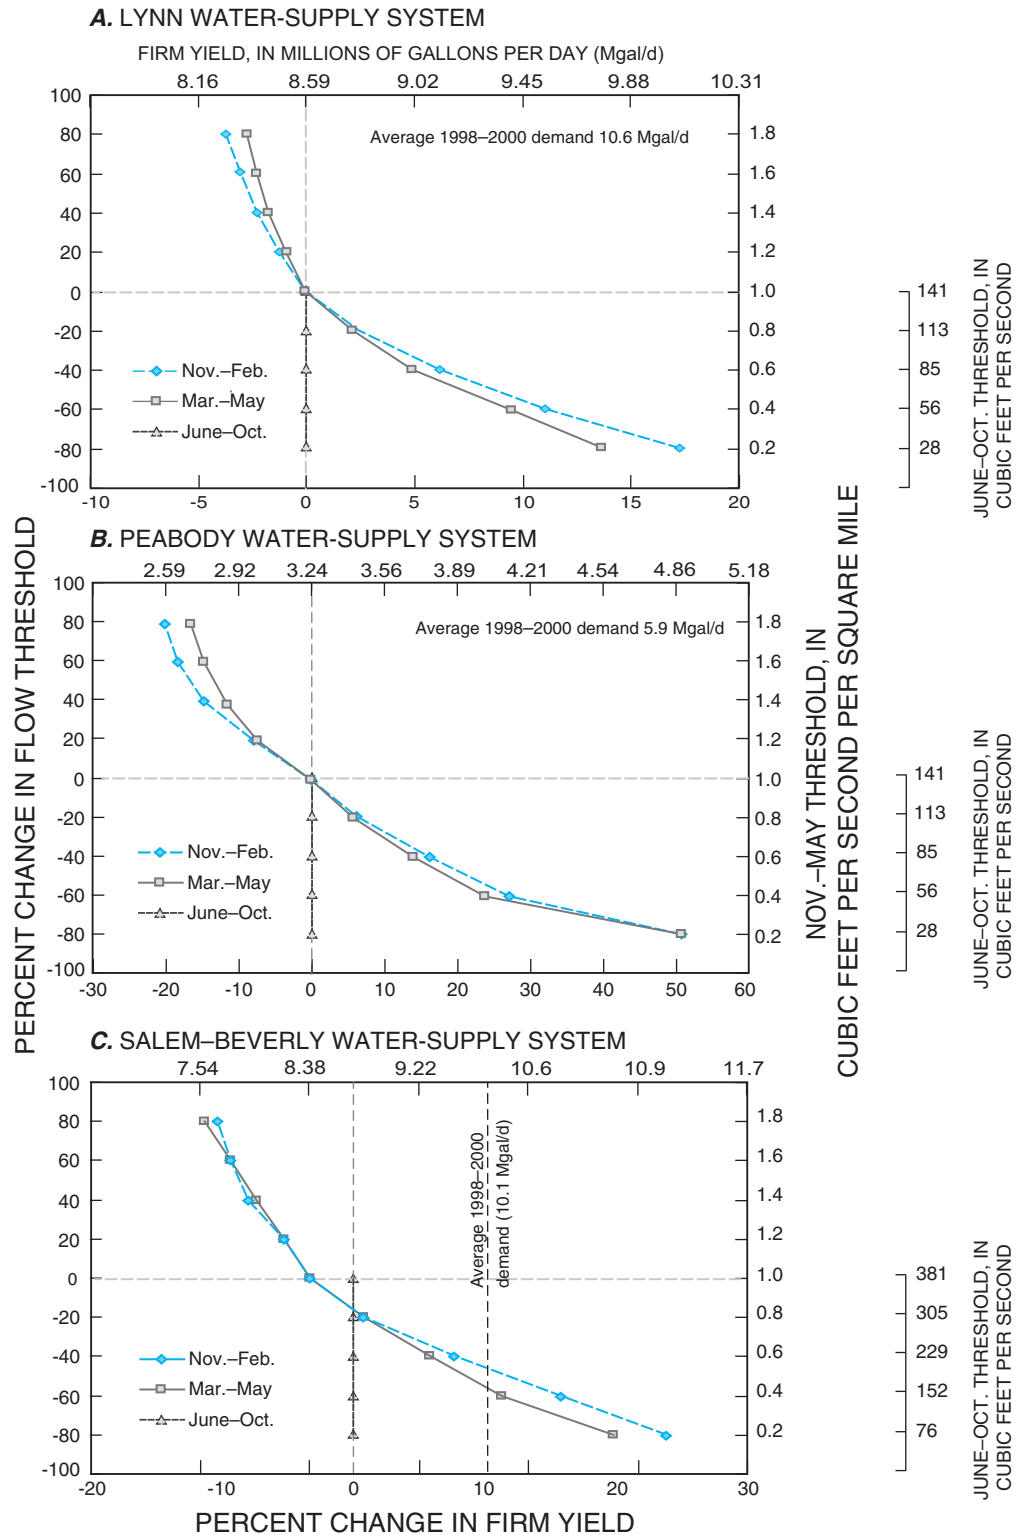 A. LYNN WATER-SUPPLY SYSTEM
FIRM YIELD, IN MILLIONS OF GALLONS PER DAY (Mgal/d)
8.16 8.59 9.02 9.45 9.88 10.31
Average 1998–2000 demand 10.6 Mgal/d
100
80
60
40
20
0
-20
-40
-60
-80
-100
1.8
1.6
1.4
1.2
1.0
0.8
0.6
0.4
0.2
141
113
85
56
28
JUNE–OCT. THRESHOLD, IN
CUBIC FEET PER SECOND
Nov.–Feb.
Mar.–May
June–Oct.
-10 -5 0 5 10 15 20
PERCENT CHANGE IN FLOW THRESHOLD
NOV.–MAY THRESHOLD, IN
CUBIC FEET PER SECOND PER SQUARE MILE
B. PEABODY WATER-SUPPLY SYSTEM
2.59 2.92 3.24 3.56 3.89 4.21 4.54 4.86 5.18
Average 1998–2000 demand 5.9 Mgal/d
100
80
60
40
20
0
-20
-40
-60
-80
-100
1.8
1.6
1.4
1.2
1.0
0.8
0.6
0.4
0.2
141
113
85
56
28
JUNE–OCT. THRESHOLD, IN
CUBIC FEET PER SECOND
Nov.–Feb.
Mar.–May
June–Oct.
-30 -20 -10 0 10 20 30 40 50 60
C. SALEM–BEVERLY WATER-SUPPLY SYSTEM
7.54 8.38 9.22 10.6 10.9 11.7
Average 1998–2000
demand (10.1 Mgal/d)
100
80
60
40
20
0
-20
-40
-60
-80
-100
1.8
1.6
1.4
1.2
1.0
0.8
0.6
0.4
0.2
381
305
229
152
76
JUNE–OCT. THRESHOLD, IN
CUBIC FEET PER SECOND
Nov.–Feb.
Mar.–May
June–Oct.
-20 -10 0 10 20 30
PERCENT CHANGE IN FIRM YIELD